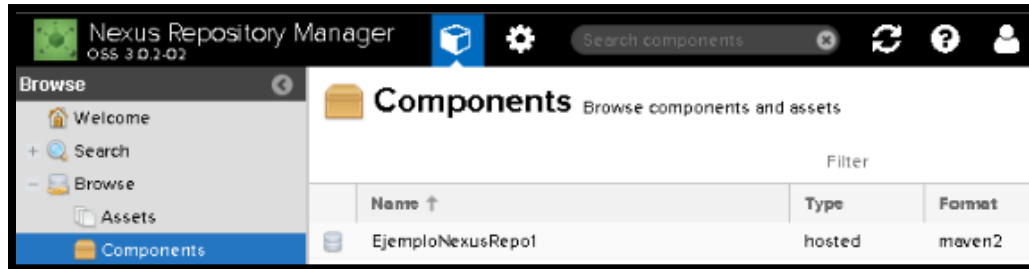 Nexus Repository Manager
OSS 3.0.2-02
Search components
Browse
Welcome
Search
Browse
Assets
Components
Components Browse components and assets
Filter
Name Type Format
EjemploNexusRepo1 hosted maven2